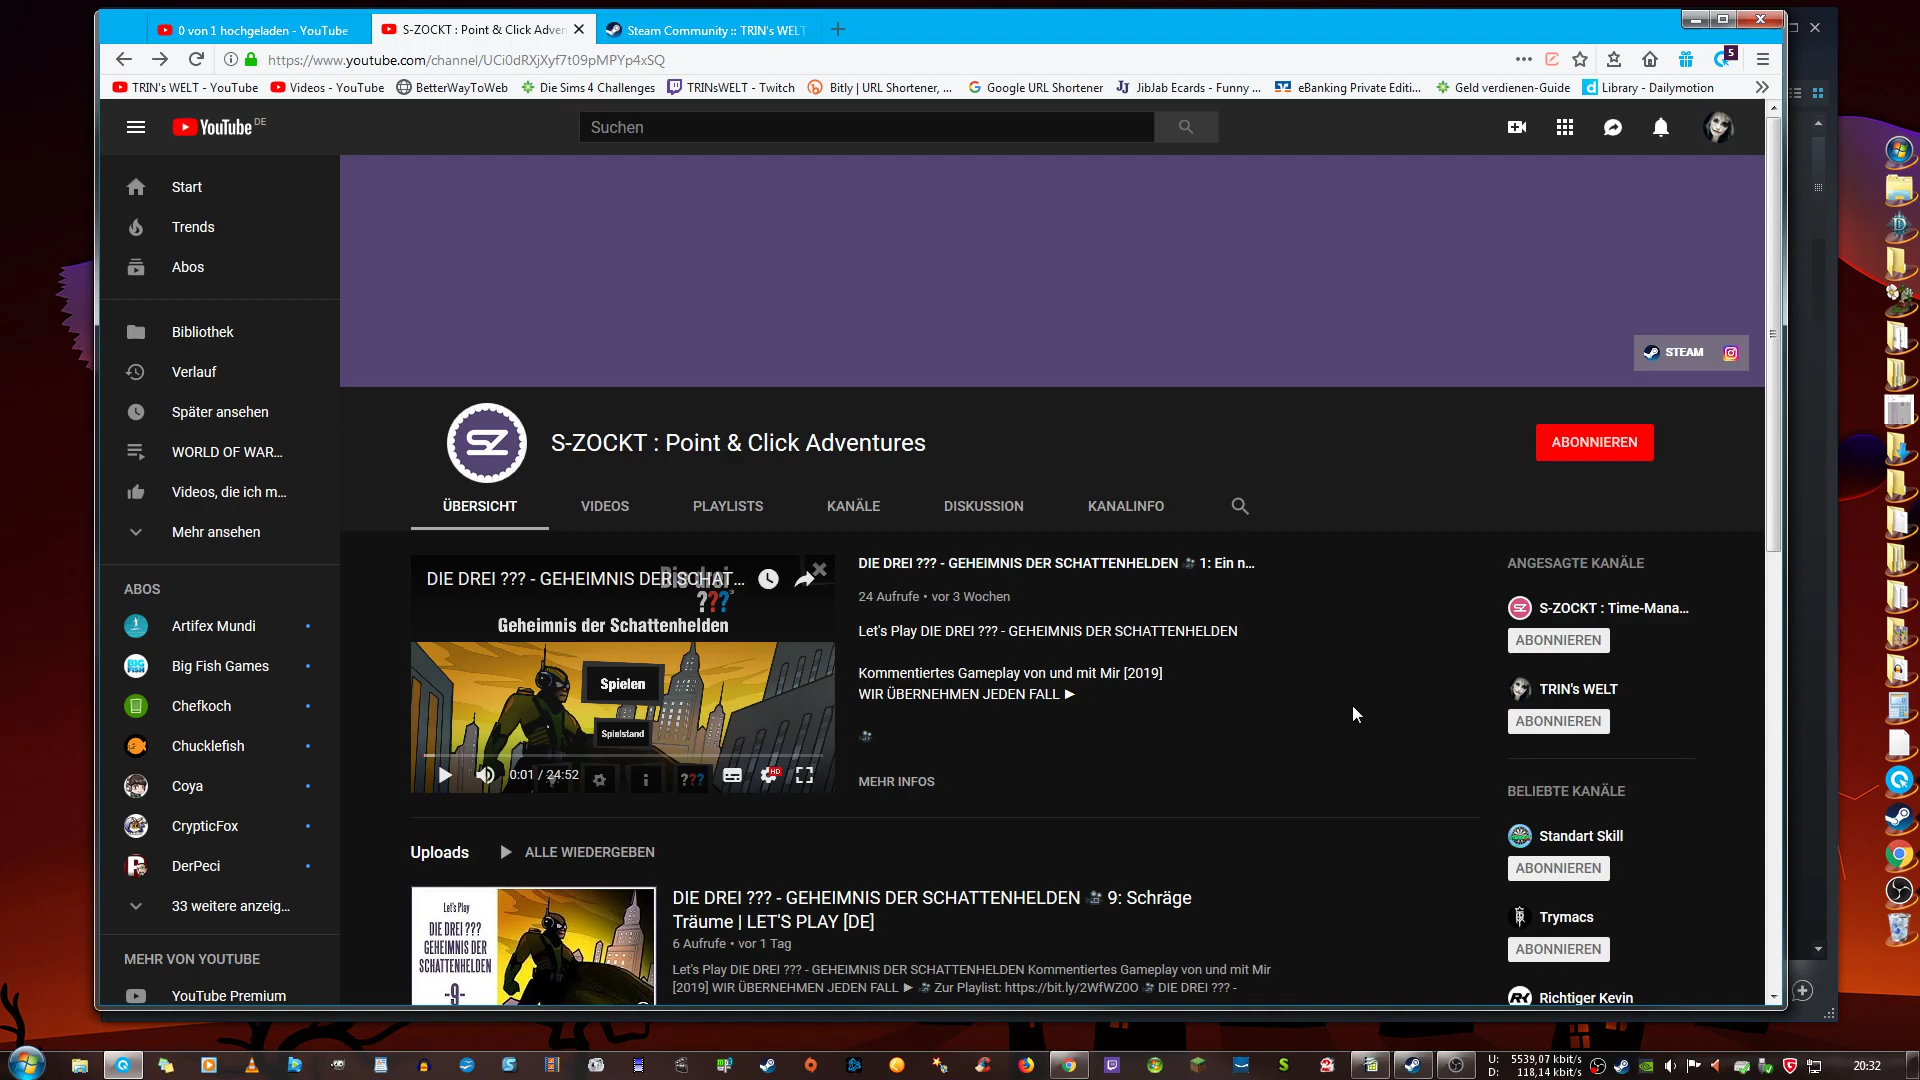 0 von 1 hochgeladen - YouTube
S-ZOCKT : Point & Click Adven
Steam Community :: TRIN's WELT
https://www.youtube.com/channel/UCi0dRXjXyf7t09pMPYp4xSQ
5
TRIN's WELT - YouTube
Videos - YouTube
BetterWayToWeb
Die Sims 4 Challenges
TRINsWELT - Twitch
Bitly | URL Shortener, ...
Google URL Shortener
JibJab Ecards - Funny ...
eBanking Private Editi...
Geld verdienen-Guide
Library - Dailymotion
YouTube DE
Suchen
Start
Trends
Abos
Bibliothek
Verlauf
Später ansehen
WORLD OF WAR...
Videos, die ich m...
Mehr ansehen
ABOS
Artifex Mundi
Big Fish Games
Chefkoch
Chucklefish
Coya
CrypticFox
DerPeci
33 weitere anzeig...
MEHR VON YOUTUBE
YouTube Premium
STEAM
SZ
S-ZOCKT : Point & Click Adventures
ABONNIEREN
ÜBERSICHT
VIDEOS
PLAYLISTS
KANÄLE
DISKUSSION
KANALINFO
DIE DREI ??? - GEHEIMNIS DER SCHAT...
Die drei
???
Geheimnis der Schattenhelden
Spielen
Spielstand
0:01 / 24:52
HD
???
DIE DREI ??? - GEHEIMNIS DER SCHATTENHELDEN 🎥 1: Ein n...
24 Aufrufe • vor 3 Wochen
Let's Play DIE DREI ??? - GEHEIMNIS DER SCHATTENHELDEN
Kommentiertes Gameplay von und mit Mir [2019]
WIR ÜBERNEHMEN JEDEN FALL ►
🎥
MEHR INFOS
Uploads
ALLE WIEDERGEBEN
Let's Play
DIE DREI ???
GEHEIMNIS DER
SCHATTENHELDEN
-9-
DIE DREI ??? - GEHEIMNIS DER SCHATTENHELDEN 🎥 9: Schräge
Träume | LET'S PLAY [DE]
6 Aufrufe • vor 1 Tag
Let's Play DIE DREI ??? - GEHEIMNIS DER SCHATTENHELDEN Kommentiertes Gameplay von und mit Mir
[2019] WIR ÜBERNEHMEN JEDEN FALL ► 🎥 Zur Playlist: https://bit.ly/2WfWZ0O 🎥 DIE DREI ??? -
ANGESAGTE KANÄLE
S-ZOCKT : Time-Mana...
ABONNIEREN
TRIN's WELT
ABONNIEREN
BELIEBTE KANÄLE
Standart Skill
ABONNIEREN
Trymacs
ABONNIEREN
Richtiger Kevin
U: 5539,07 kbit/s
D: 118,14 kbit/s
20:32